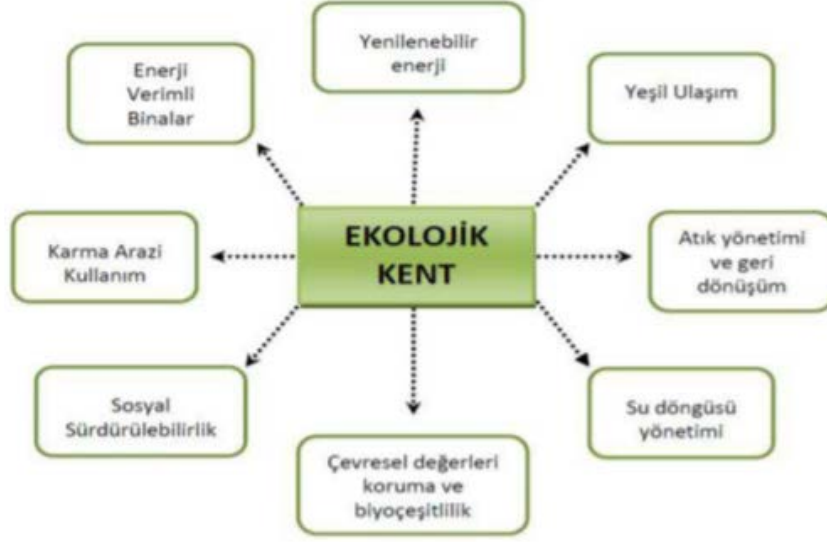 Yenilenebilir
enerji
Enerji
Verimli
Binalar
Yeşil Ulaşım
Karma Arazi
Kullanım
EKOLOJİK
KENT
Atık yönetimi
ve geri
dönüşüm
Sosyal
Sürdürülebilirlik
Su döngüsü
yönetimi
Çevresel değerleri
koruma ve
biyoçeşitlilik